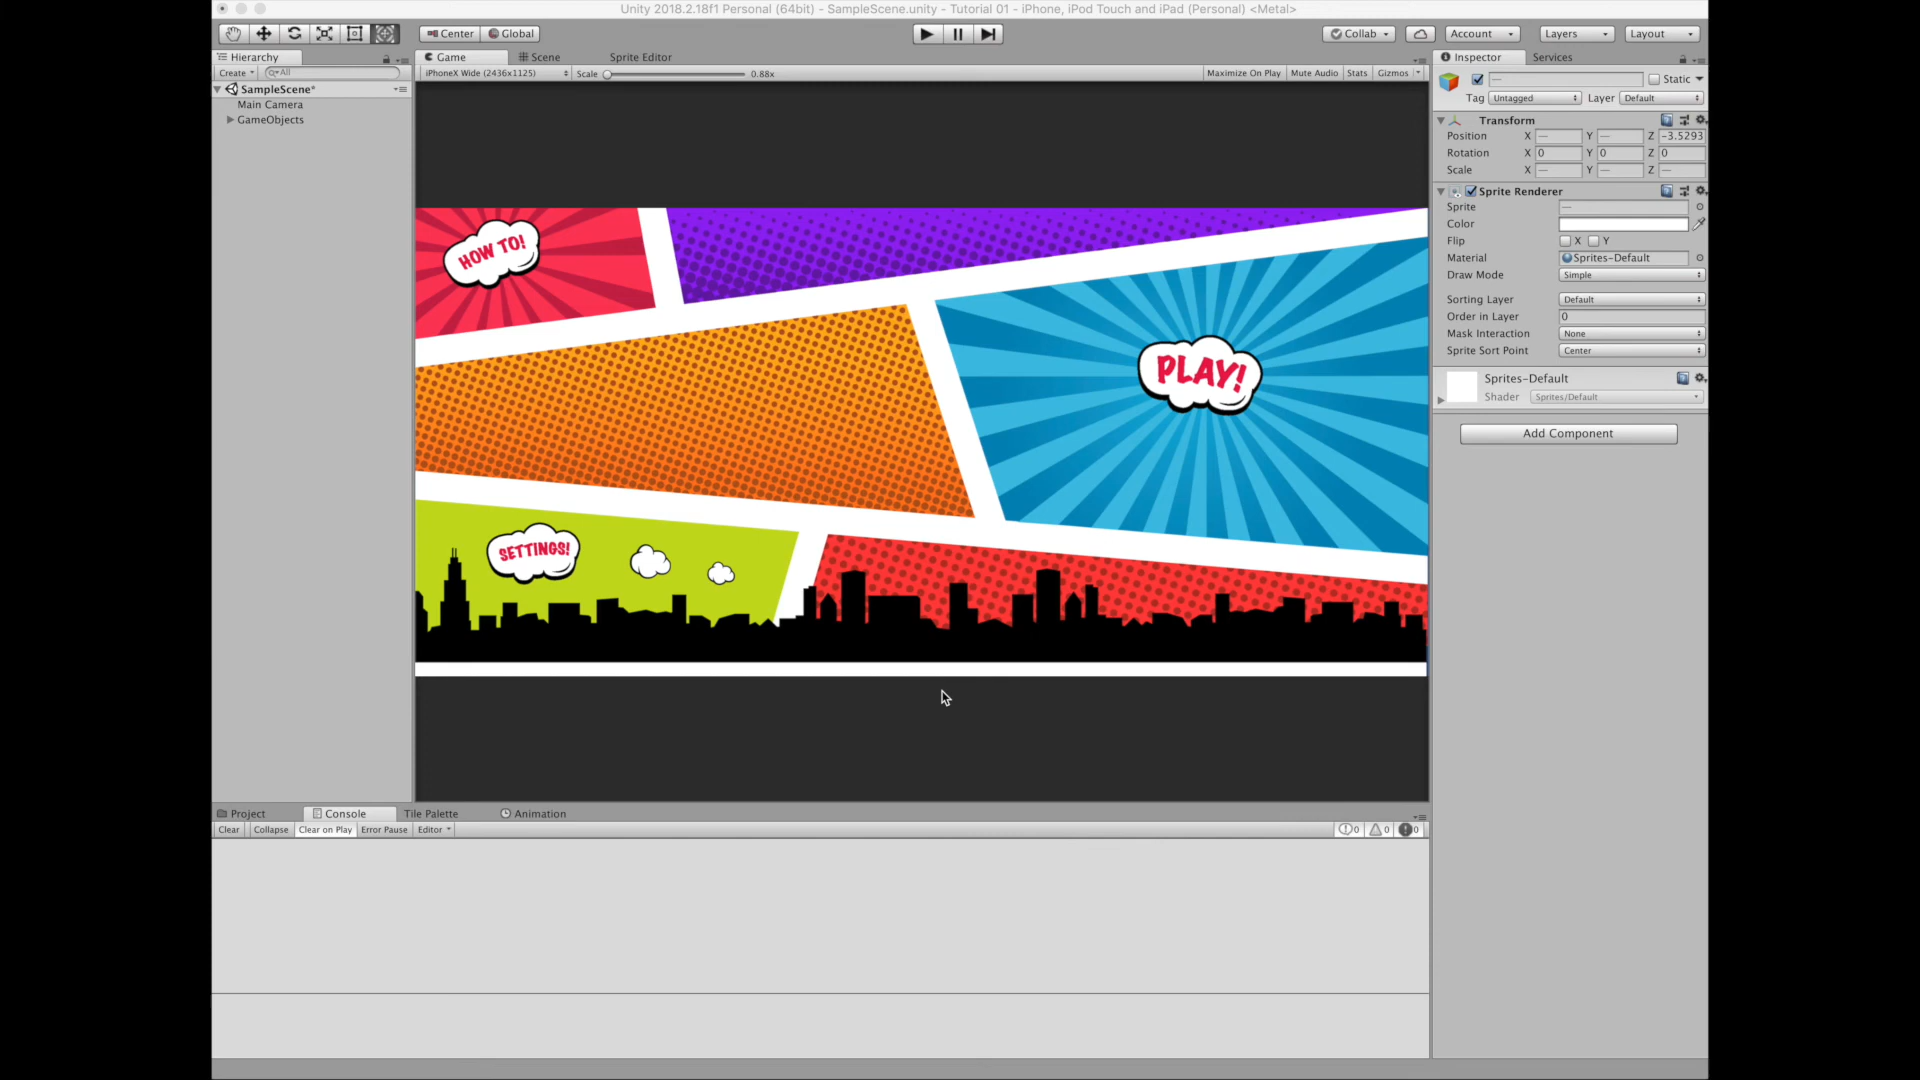 Unity 2018.2.18f1 Personal (64bit) - SampleScene.unity - Tutorial 01 - iPhone, iPod Touch and iPad (Personal) <Metal>
Center Global Collab Account Layers Layout
Hierarchy
Create All
SampleScene*
Main Camera
GameObjects
Game Scene Sprite Editor
iPhoneX Wide (2436x1125) Scale 0.88x Maximize On Play Mute Audio Stats Gizmos
HOW TO!
PLAY!
SETTINGS!
Inspector Services
Static
Tag Untagged Layer Default
Transform
Position X — Y — Z -3.5293
Rotation X 0 Y 0 Z 0
Scale X — Y — Z —
Sprite Renderer
Sprite —
Color
Flip X Y
Material Sprites-Default
Draw Mode Simple
Sorting Layer Default
Order in Layer 0
Mask Interaction None
Sprite Sort Point Center
Sprites-Default
Shader Sprites/Default
Add Component
Project Console Tile Palette Animation
Clear Collapse Clear on Play Error Pause Editor 0 0 0